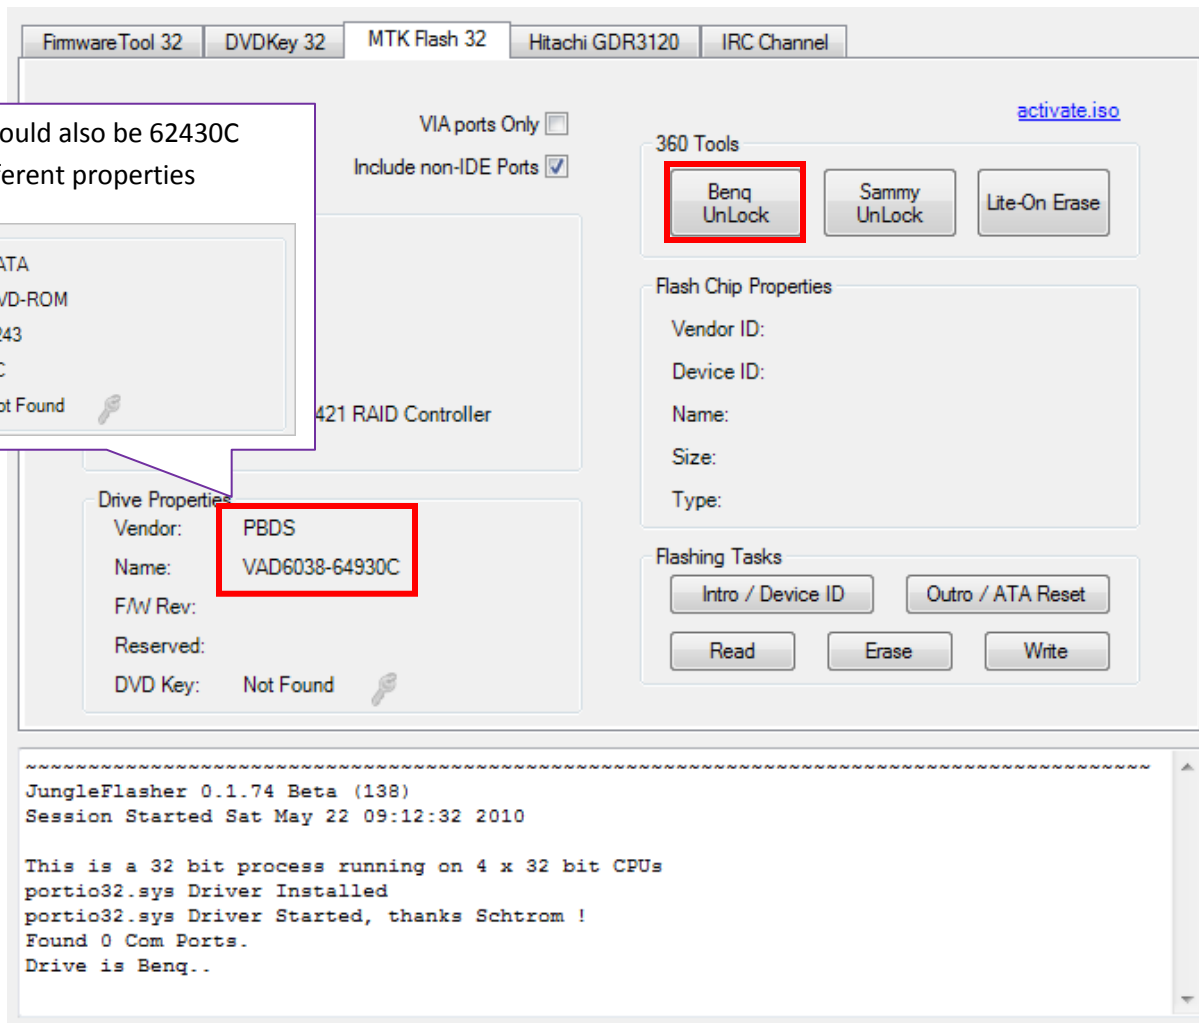 FirmwareTool 32 DVDKey 32 MTK Flash 32 Hitachi GDR3120 IRC Channel
activate.iso
VIA ports Only
Include non-IDE Ports
ould also be 62430C
erent properties
ATA
VD-ROM
243
C
ot Found
421 RAID Controller
360 Tools
Benq UnLock Sammy UnLock Lite-On Erase
Flash Chip Properties
Vendor ID:
Device ID:
Name:
Size:
Type:
Drive Properties
Vendor: PBDS
Name: VAD6038-64930C
F/W Rev:
Reserved:
DVD Key: Not Found
Flashing Tasks
Intro / Device ID Outro / ATA Reset
Read Erase Write
~~~~~~~~~~~~~~~~~~~~~~~~~~~~~~~~~~~~~~~~~~~~~~~~~~~~~~~~~~~~~~~~~~~~~~~~~~~~~~~~~~~~~~~~~~
JungleFlasher 0.1.74 Beta (138)
Session Started Sat May 22 09:12:32 2010
This is a 32 bit process running on 4 x 32 bit CPUs
portio32.sys Driver Installed
portio32.sys Driver Started, thanks Schtrom !
Found 0 Com Ports.
Drive is Benq..